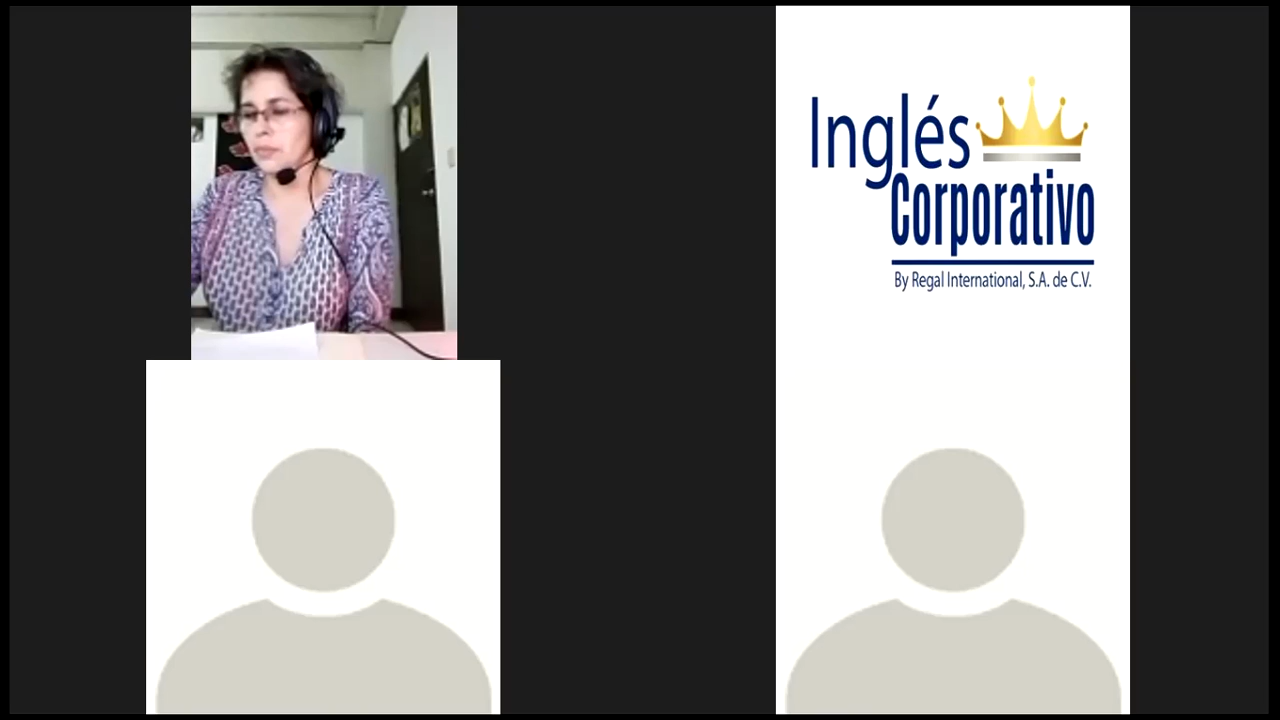 Inglés
Corporativo
By Regal International, S.A. de C.V.